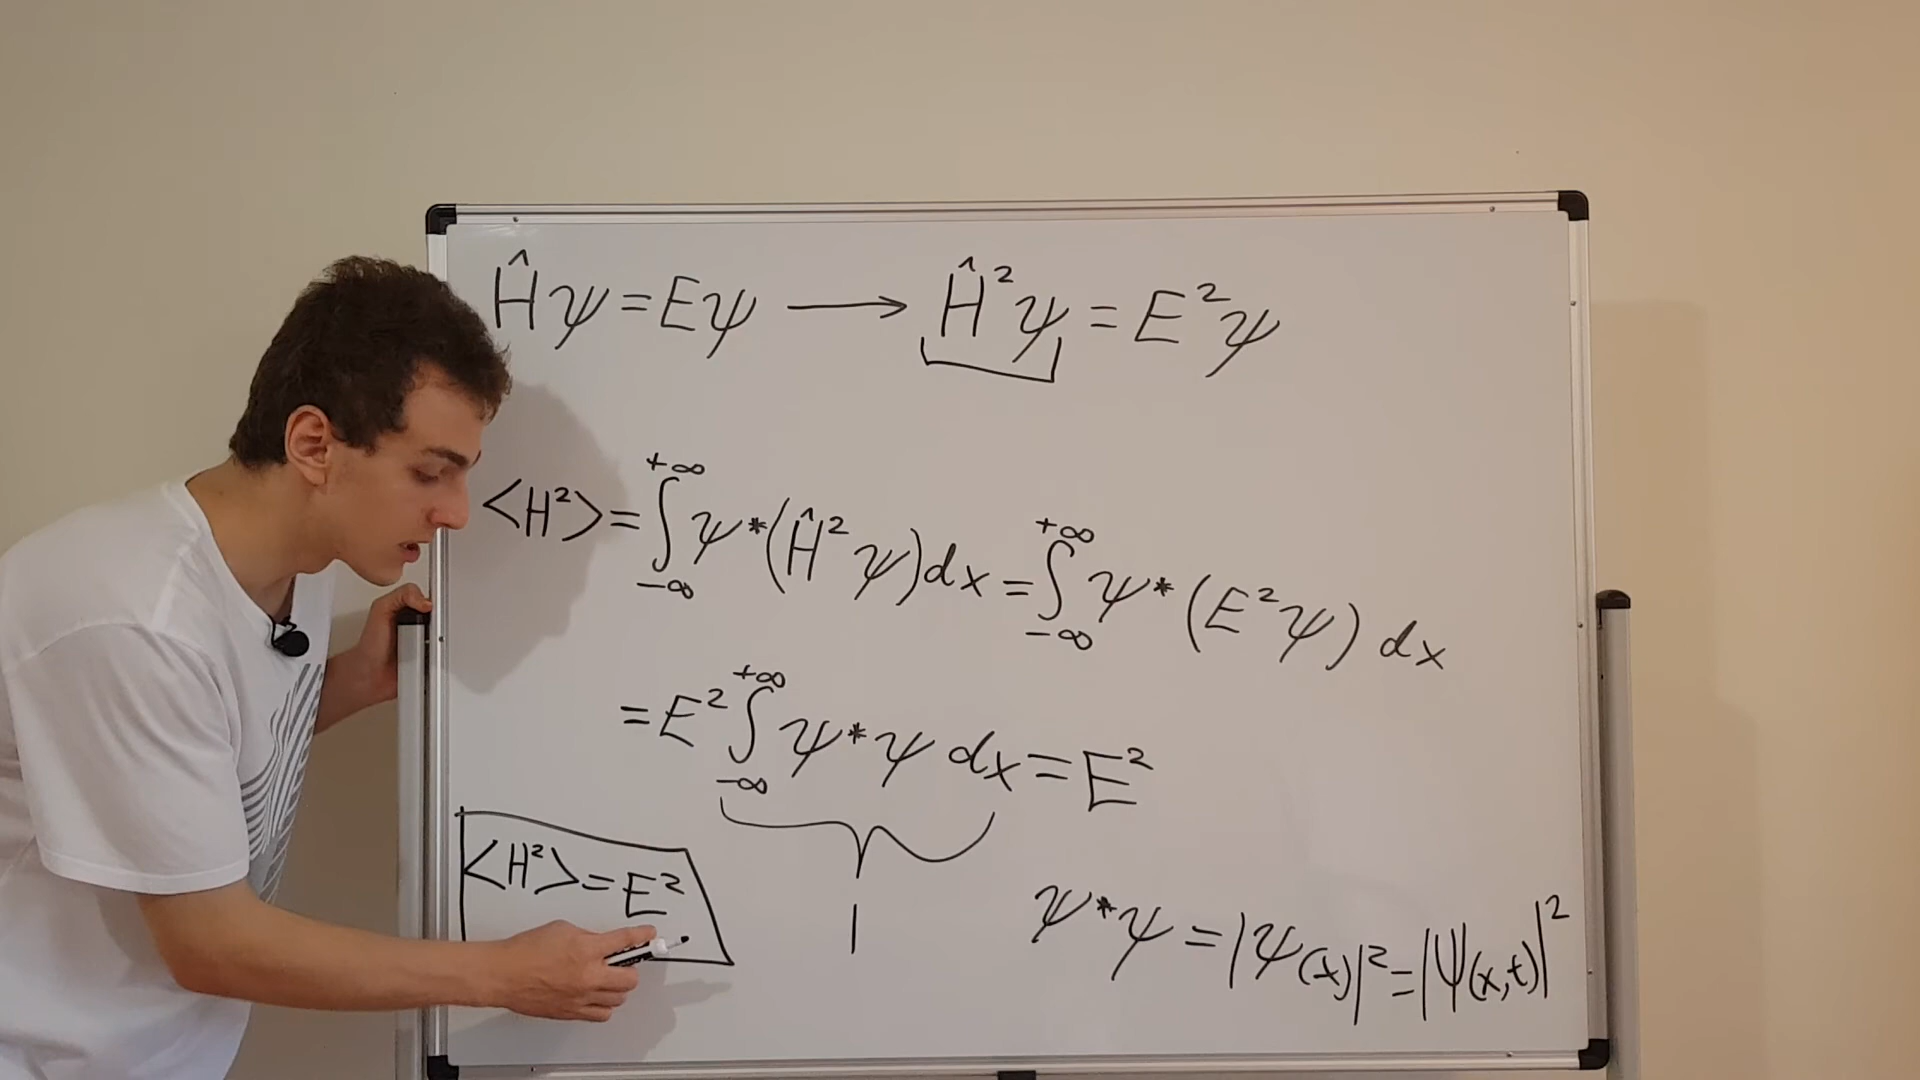 Ĥψ=Eψ ⟶ Ĥ²ψ = E²ψ
<H²>=∫₋∞⁺∞ ψ*(Ĥ²ψ)dx=∫₋∞⁺∞ ψ*(E²ψ) dx
=E²∫₋∞⁺∞ ψ*ψ dx=E²
<H²>=E²
1
ψ*ψ=|ψ(x)|²=|Ψ(x,t)|²